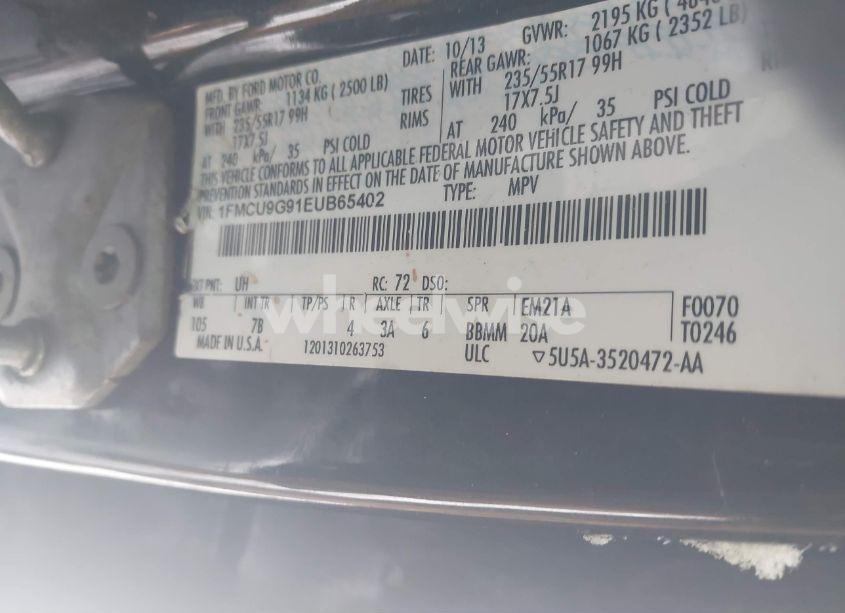 MFD. BY FORD MOTOR CO.
DATE: 10/13 GVWR: 2195 KG
FRONT GAWR: 1134 KG ( 2500 LB) REAR GAWR: 1067 KG ( 2352 LB)
WITH 235/55R17 99H TIRES WITH 235/55R17 99H
17X7.5J RIMS 17X7.5J
AT 240 kPa/ 35 PSI COLD AT 240 kPa/ 35 PSI COLD
THIS VEHICLE CONFORMS TO ALL APPLICABLE FEDERAL MOTOR VEHICLE SAFETY AND THEFT
PREVENTION STANDARDS IN EFFECT ON THE DATE OF MANUFACTURE SHOWN ABOVE.
VIN: 1FMCU9G91EUB65402 TYPE: MPV
EXT PNT: UH RC: 72 DSO:
WB INT TR TP/PS R AXLE TR SPR EM21A F0070
105 7B 4 3A 6 BBMM 20A T0246
MADE IN U.S.A. 1201310263753 ULC ▽5U5A-3520472-AA
wheelwise